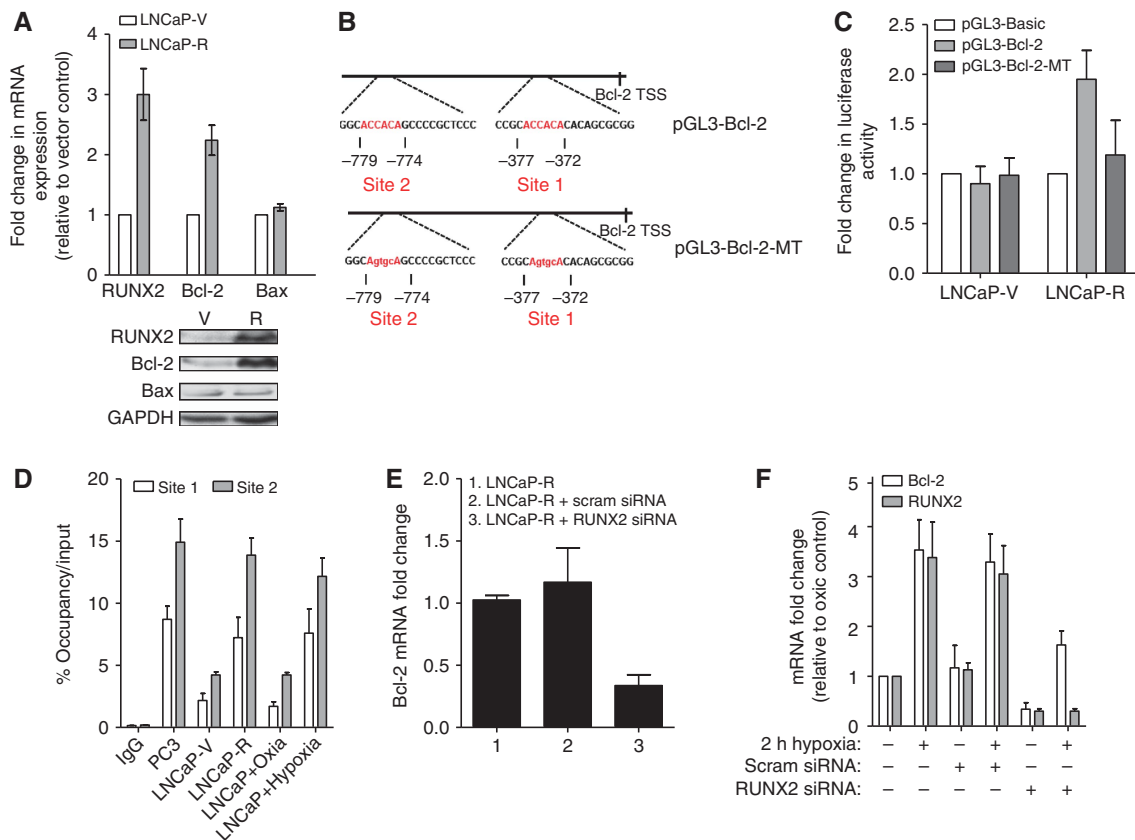 A
LNCaP-V
LNCaP-R
Fold change in mRNA
expression
(relative to vector control)
4
3
2
1
0
RUNX2 Bcl-2 Bax
V R
RUNX2
Bcl-2
Bax
GAPDH
B
Bcl-2 TSS
GGCACCACAGCCCCGCTCCC CCGCACCACACACAGCGCGG
pGL3-Bcl-2
–779 –774 –377 –372
Site 2 Site 1
Bcl-2 TSS
pGL3-Bcl-2-MT
GGCAgtgcAGCCCCGCTCCC CCGCAgtgcACACAGCGCGG
–779 –774 –377 –372
Site 2 Site 1
C
pGL3-Basic
pGL3-Bcl-2
pGL3-Bcl-2-MT
Fold change in luciferase
activity
2.5
2.0
1.5
1.0
0.5
0.0
LNCaP-V LNCaP-R
D
Site 1 Site 2
% Occupancy/input
20
15
10
5
0
IgG
PC3
LNCaP-V
LNCaP-R
LNCaP+Oxia
LNCaP+Hypoxia
E
1. LNCaP-R
2. LNCaP-R + scram siRNA
3. LNCaP-R + RUNX2 siRNA
Bcl-2 mRNA fold change
2.0
1.5
1.0
0.5
0.0
1 2 3
F
Bcl-2
RUNX2
mRNA fold change
(relative to oxic control)
5
4
3
2
1
0
2 h hypoxia: – + – + – +
Scram siRNA: – – + + – –
RUNX2 siRNA: – – – – + +